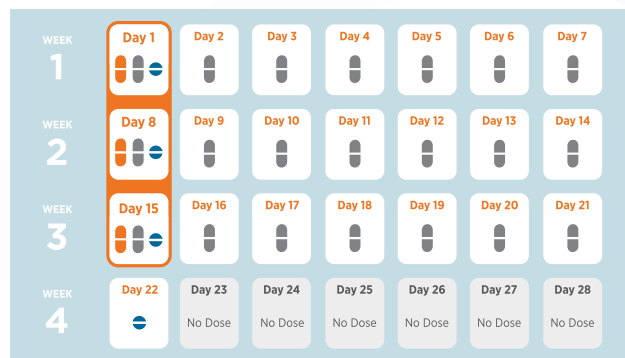 WEEK
1
Day 1
Day 2
Day 3
Day 4
Day 5
Day 6
Day 7
WEEK
2
Day 8
Day 9
Day 10
Day 11
Day 12
Day 13
Day 14
WEEK
3
Day 15
Day 16
Day 17
Day 18
Day 19
Day 20
Day 21
WEEK
4
Day 22
Day 23
No Dose
Day 24
No Dose
Day 25
No Dose
Day 26
No Dose
Day 27
No Dose
Day 28
No Dose